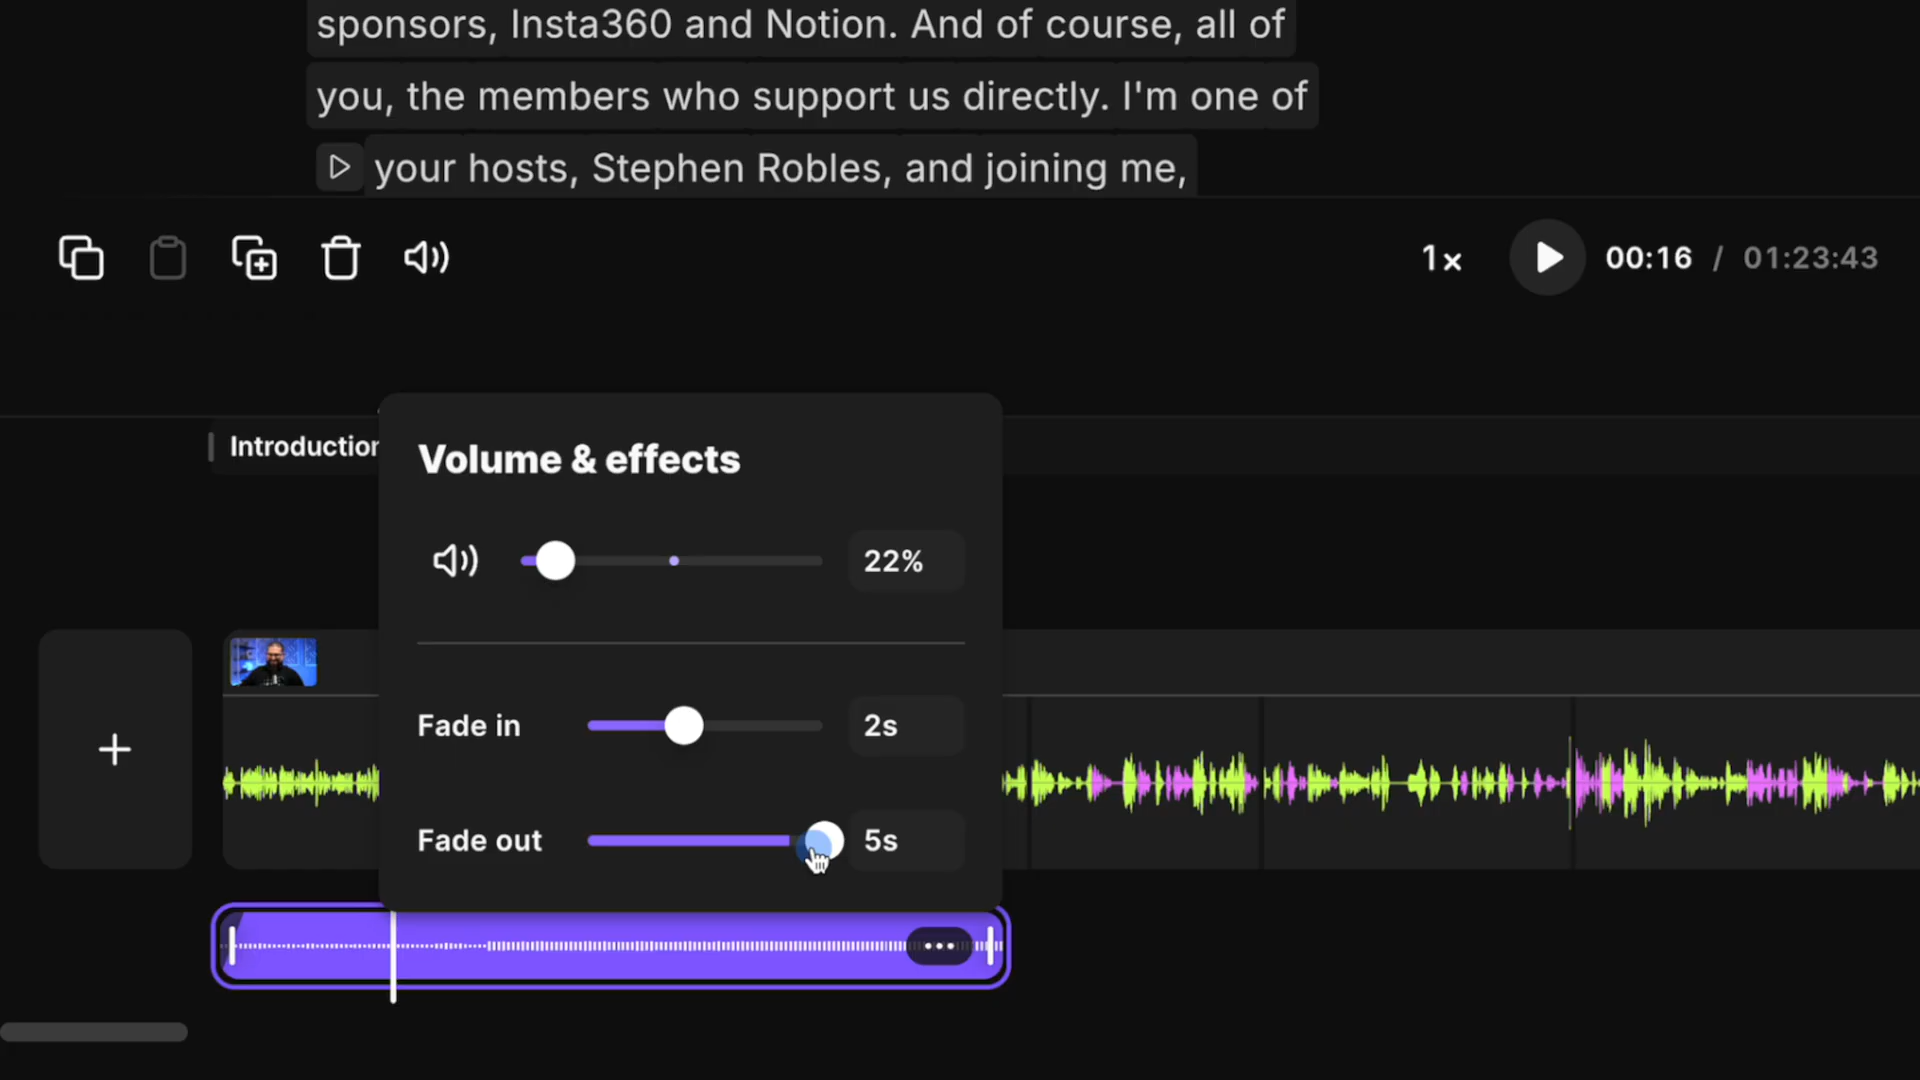 sponsors, Insta360 and Notion. And of course, all of
you, the members who support us directly. I'm one of
your hosts, Stephen Robles, and joining me,
1x 00:16 / 01:23:43
Introduction
Volume & effects
22%
Fade in 2s
Fade out 5s